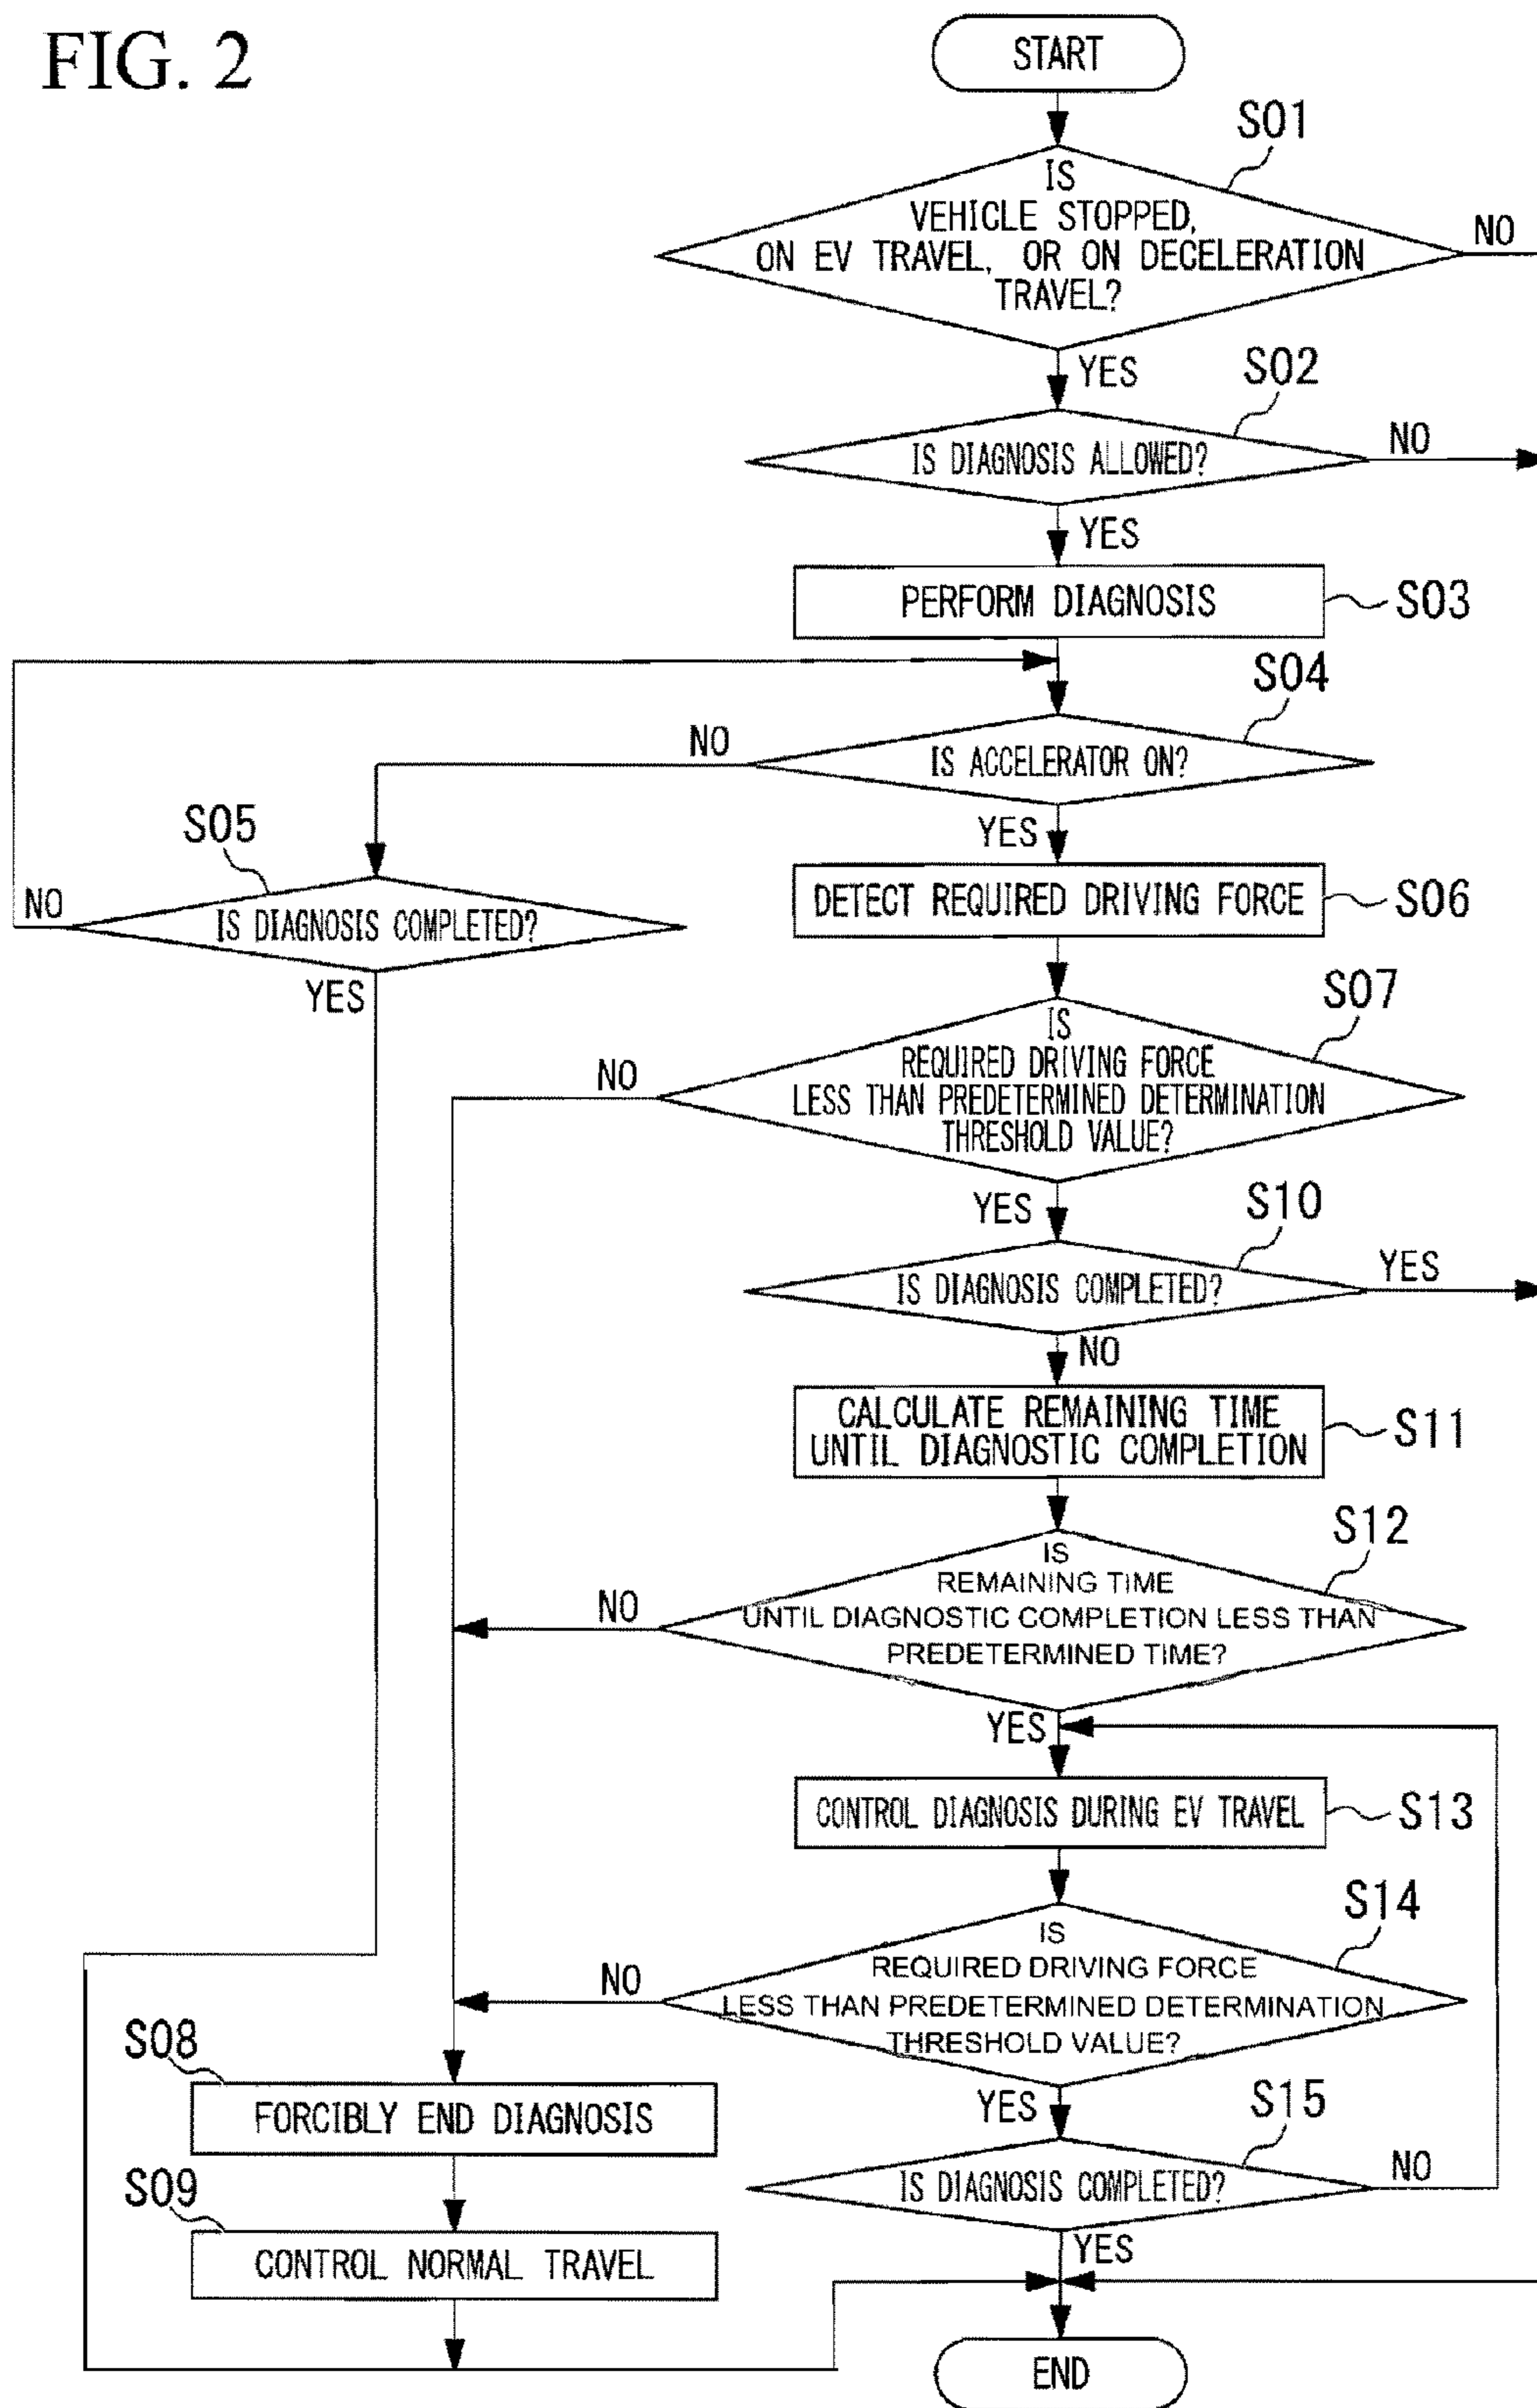 FIG. 2
START
S01
IS
VEHICLE STOPPED,
ON EV TRAVEL, OR ON DECELERATION
TRAVEL?
NO
YES
S02
IS DIAGNOSIS ALLOWED?
NO
YES
PERFORM DIAGNOSIS
S03
S04
IS ACCELERATOR ON?
NO
YES
S05
IS DIAGNOSIS COMPLETED?
NO
YES
DETECT REQUIRED DRIVING FORCE
S06
S07
IS
REQUIRED DRIVING FORCE
LESS THAN PREDETERMINED DETERMINATION
THRESHOLD VALUE?
NO
YES
S10
IS DIAGNOSIS COMPLETED?
YES
NO
CALCULATE REMAINING TIME
UNTIL DIAGNOSTIC COMPLETION
S11
S12
IS
REMAINING TIME
UNTIL DIAGNOSTIC COMPLETION LESS THAN
PREDETERMINED TIME?
NO
YES
CONTROL DIAGNOSIS DURING EV TRAVEL
S13
S14
IS
REQUIRED DRIVING FORCE
LESS THAN PREDETERMINED DETERMINATION
THRESHOLD VALUE?
NO
YES
S08
FORCIBLY END DIAGNOSIS
S15
IS DIAGNOSIS COMPLETED?
NO
YES
S09
CONTROL NORMAL TRAVEL
END